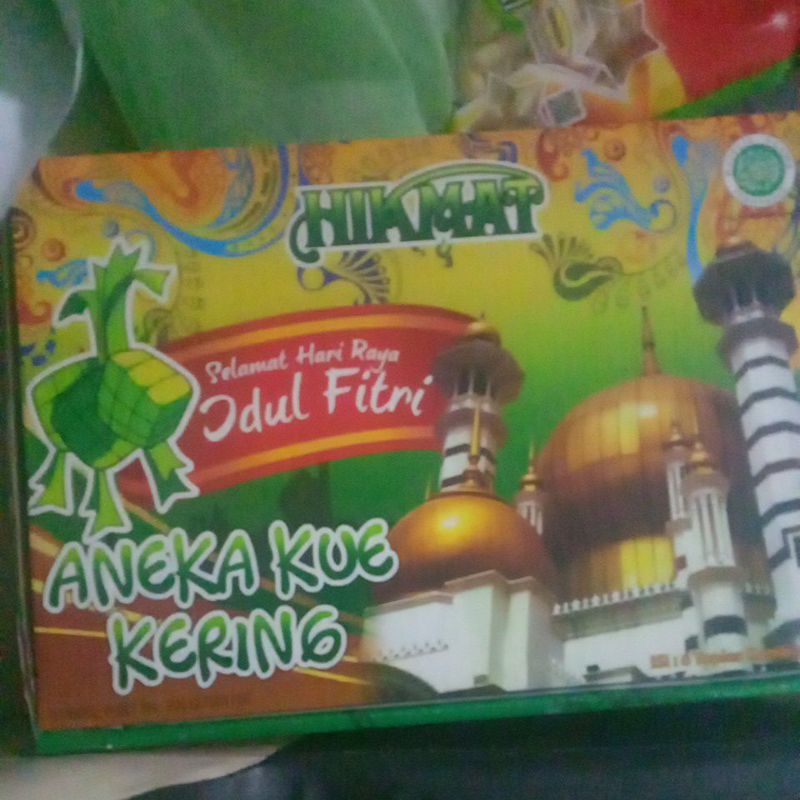 HIKMAT
Selamat Hari Raya
Idul Fitri
ANEKA KUE
KERING